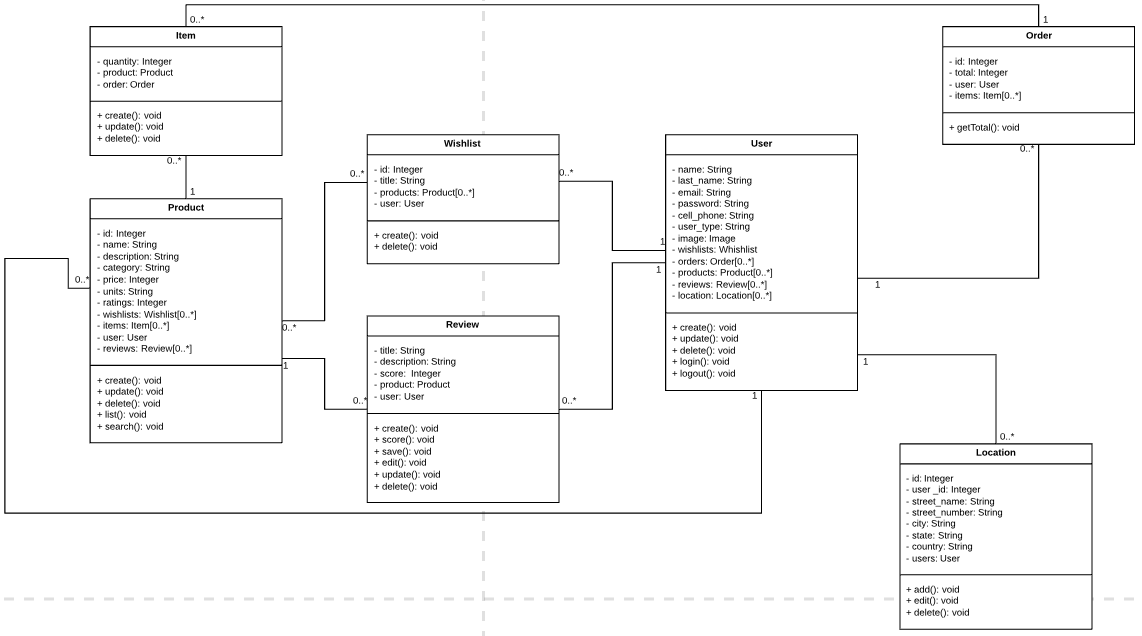 0..*
1
Item
- quantity: Integer
- product: Product
- order: Order
+ create(): void
+ update(): void
+ delete(): void
0..*
1
Order
- id: Integer
- total: Integer
- user: User
- items: Item[0..*]
+ getTotal(): void
0..*
Wishlist
- id: Integer
- title: String
- products: Product[0..*]
- user: User
+ create(): void
+ delete(): void
0..*
0..*
User
- name: String
- last_name: String
- email: String
- password: String
- cell_phone: String
- user_type: String
- image: Image
- wishlists: Whishlist
- orders: Order[0..*]
- products: Product[0..*]
- reviews: Review[0..*]
- location: Location[0..*]
+ create(): void
+ update(): void
+ delete(): void
+ login(): void
+ logout(): void
1
1
1
1
1
Product
- id: Integer
- name: String
- description: String
- category: String
- price: Integer
- units: String
- ratings: Integer
- wishlists: Wishlist[0..*]
- items: Item[0..*]
- user: User
- reviews: Review[0..*]
+ create(): void
+ update(): void
+ delete(): void
+ list(): void
+ search(): void
0..*
0..*
1
Review
- title: String
- description: String
- score:  Integer
- product: Product
- user: User
+ create(): void
+ score(): void
+ save(): void
+ edit(): void
+ update(): void
+ delete(): void
0..*
0..*
0..*
Location
- id: Integer
- user _id: Integer
- street_name: String
- street_number: String
- city: String
- state: String
- country: String
- users: User
+ add(): void
+ edit(): void
+ delete(): void